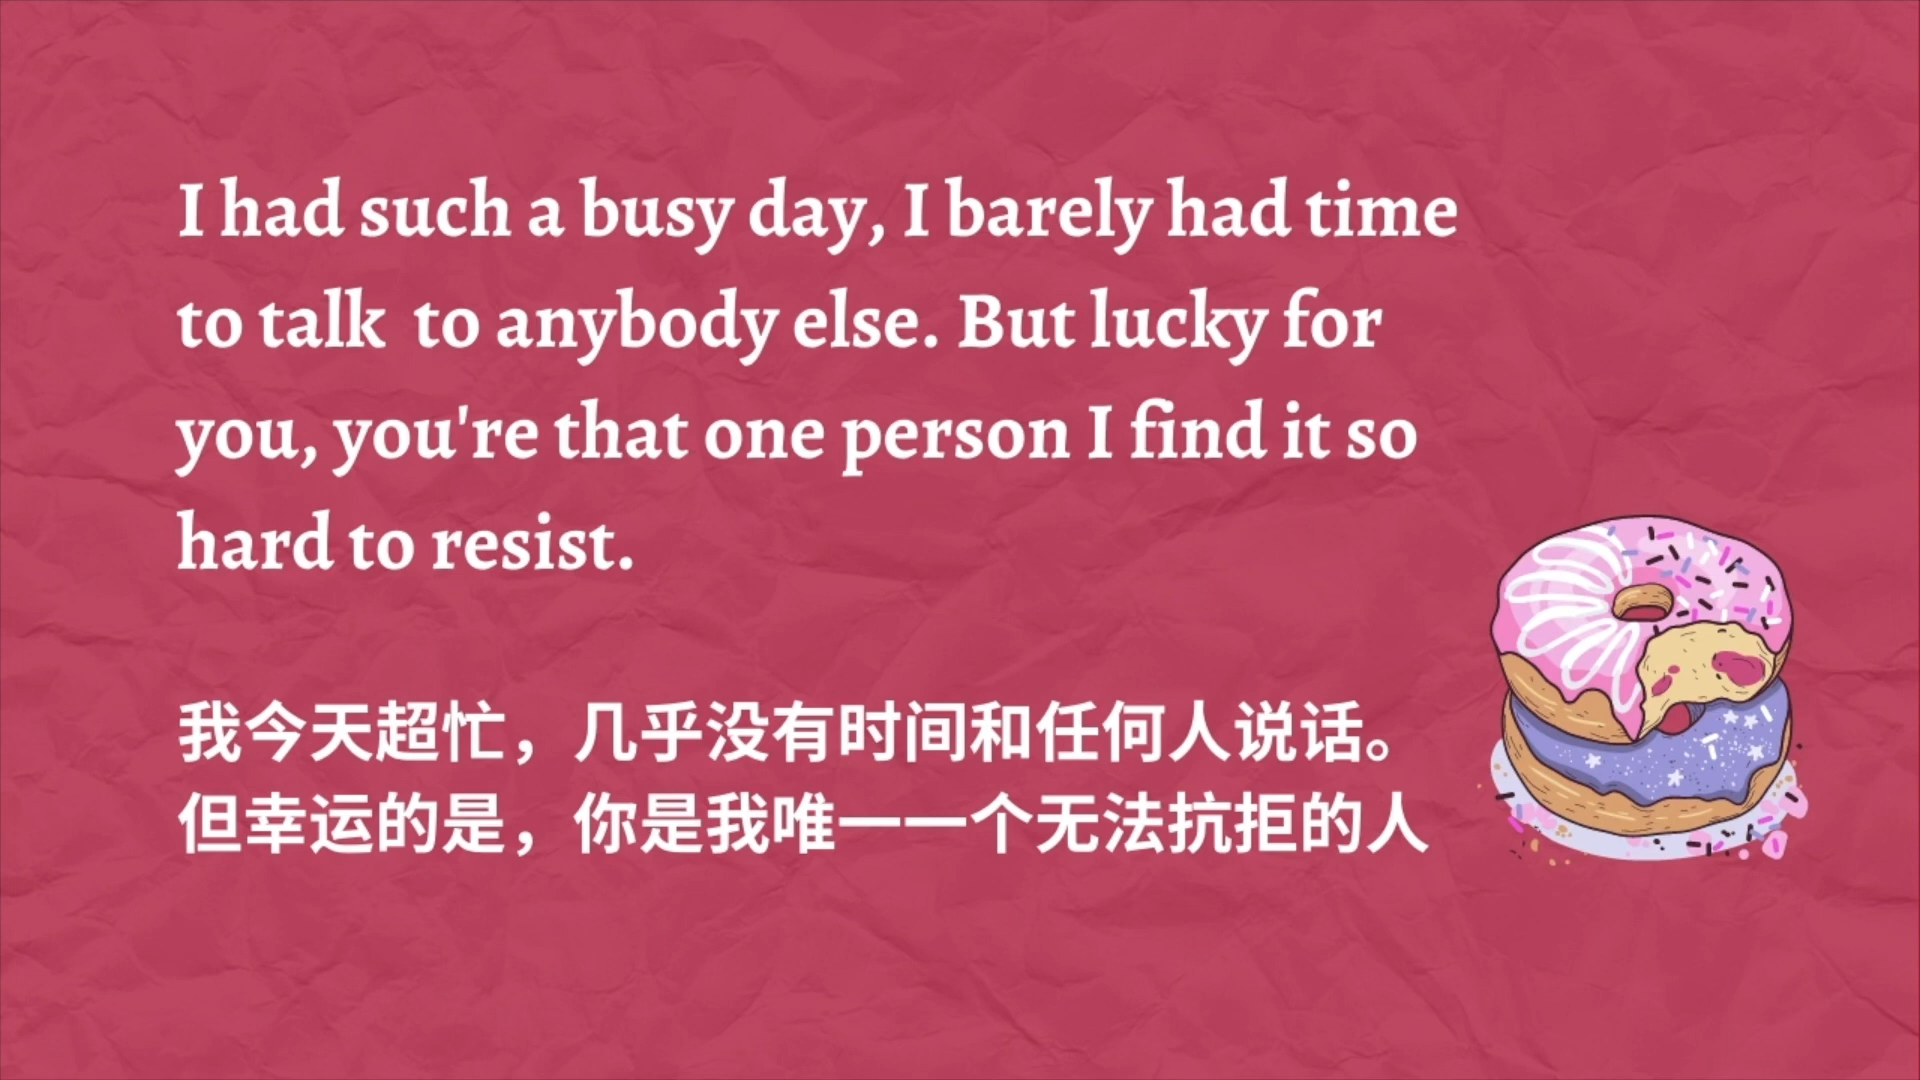 I had such a busy day, I barely had time
to talk  to anybody else. But lucky for
you, you're that one person I find it so
hard to resist.
我今天超忙，几乎没有时间和任何人说话。
但幸运的是，你是我唯一一个无法抗拒的人